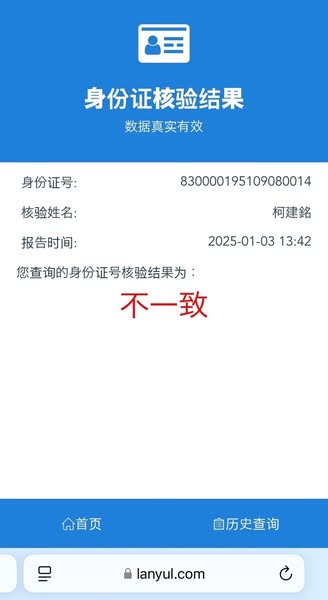 身份证核验结果
数据真实有效
身份证号: 830000195109080014
核验姓名: 柯建銘
报告时间: 2025-01-03 13:42
您查询的身份证号核验结果为：
不一致
首页 历史查询
lanyul.com